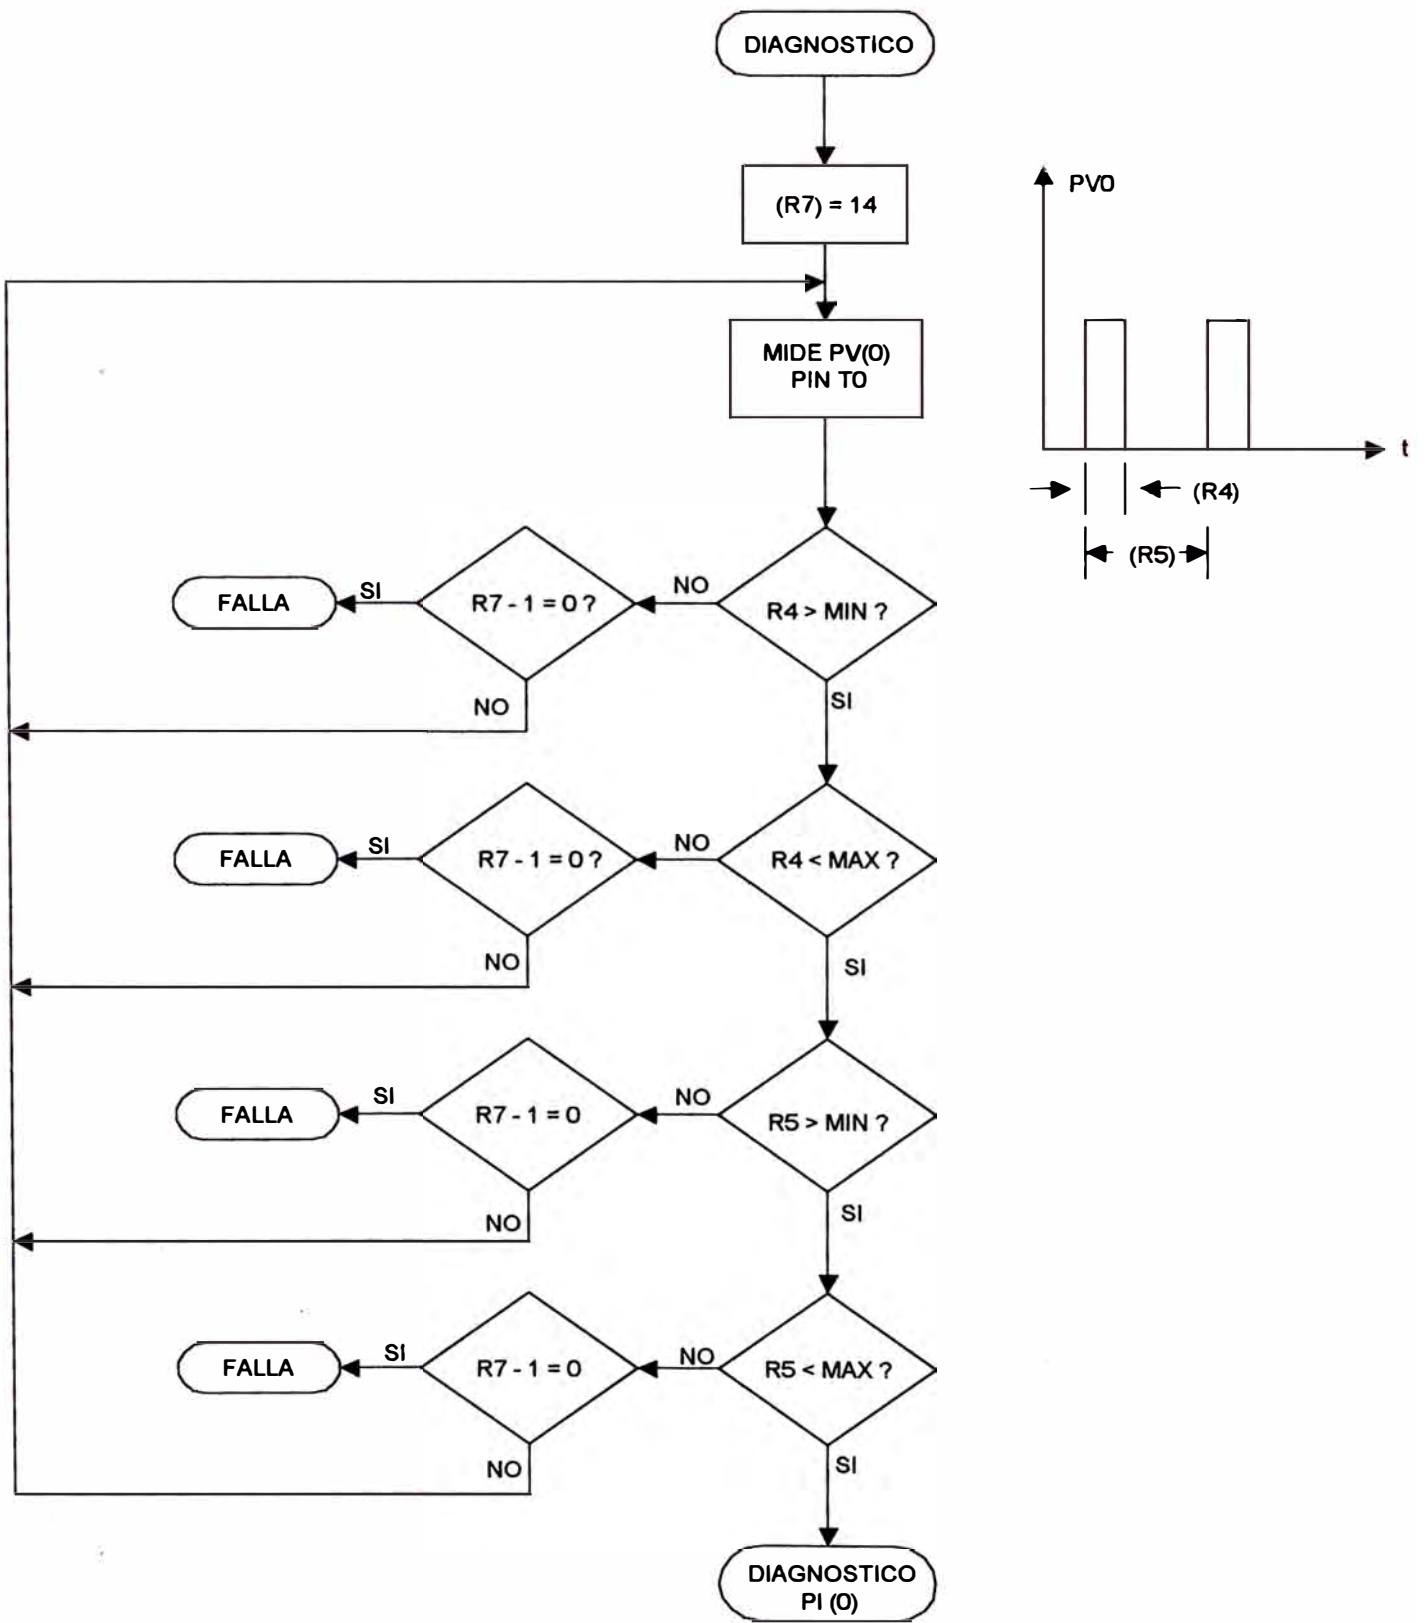 DIAGNOSTICO
(R7) = 14
PV0
MIDE PV(0)
PIN T0
t
(R4)
(R5)
FALLA
SI
R7 - 1 = 0 ?
NO
R4 > MIN ?
NO
SI
FALLA
SI
R7 - 1 = 0 ?
NO
R4 < MAX ?
NO
SI
FALLA
SI
R7 - 1 = 0
NO
R5 > MIN ?
NO
SI
FALLA
SI
R7 - 1 = 0
NO
R5 < MAX ?
NO
SI
DIAGNOSTICO
PI (0)